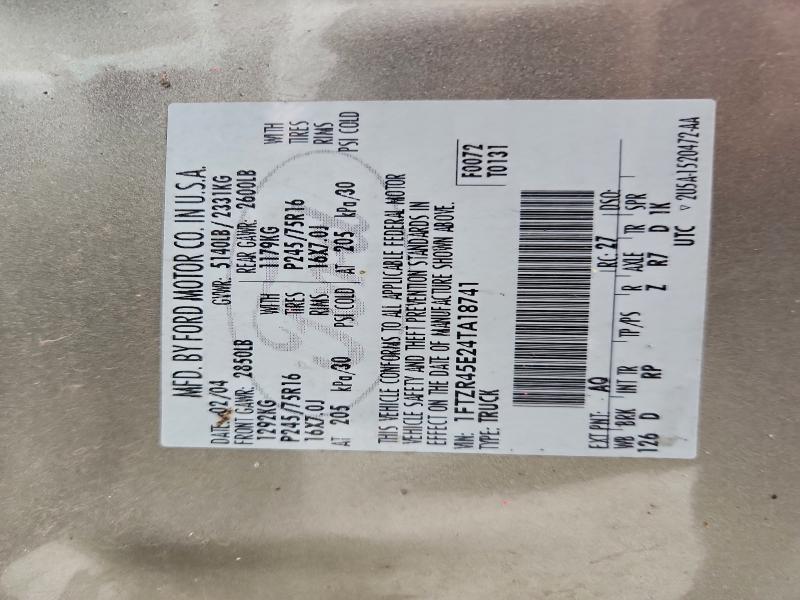 MFD. BY FORD MOTOR CO. IN U.S.A.
DATE: 02/04 GVWR: 5140LB/ 2331KG
FRONT GAWR: 2850LB REAR GAWR: 2600LB
1292KG WITH 1179KG WITH
P245/75R16 TIRES P245/75R16 TIRES
16X7.0J RIMS 16X7.0J RIMS
AT 205 kPa/30 PSI COLD AT 205 kPa/30 PSI COLD
THIS VEHICLE CONFORMS TO ALL APPLICABLE FEDERAL MOTOR
VEHICLE SAFETY AND THEFT PREVENTION STANDARDS IN
EFFECT ON THE DATE OF MANUFACTURE SHOWN ABOVE.
VIN: 1FTZR45E24TA18741
TYPE: TRUCK
F0072
T0131
EXT PNT: AQ RC: 27 DSO:
WB BRK INT TR TP/PS R AXLE TR SPR
126 D RP Z R7 D 1K
UTC
▽ 2U5A-1520472-AA
Ford